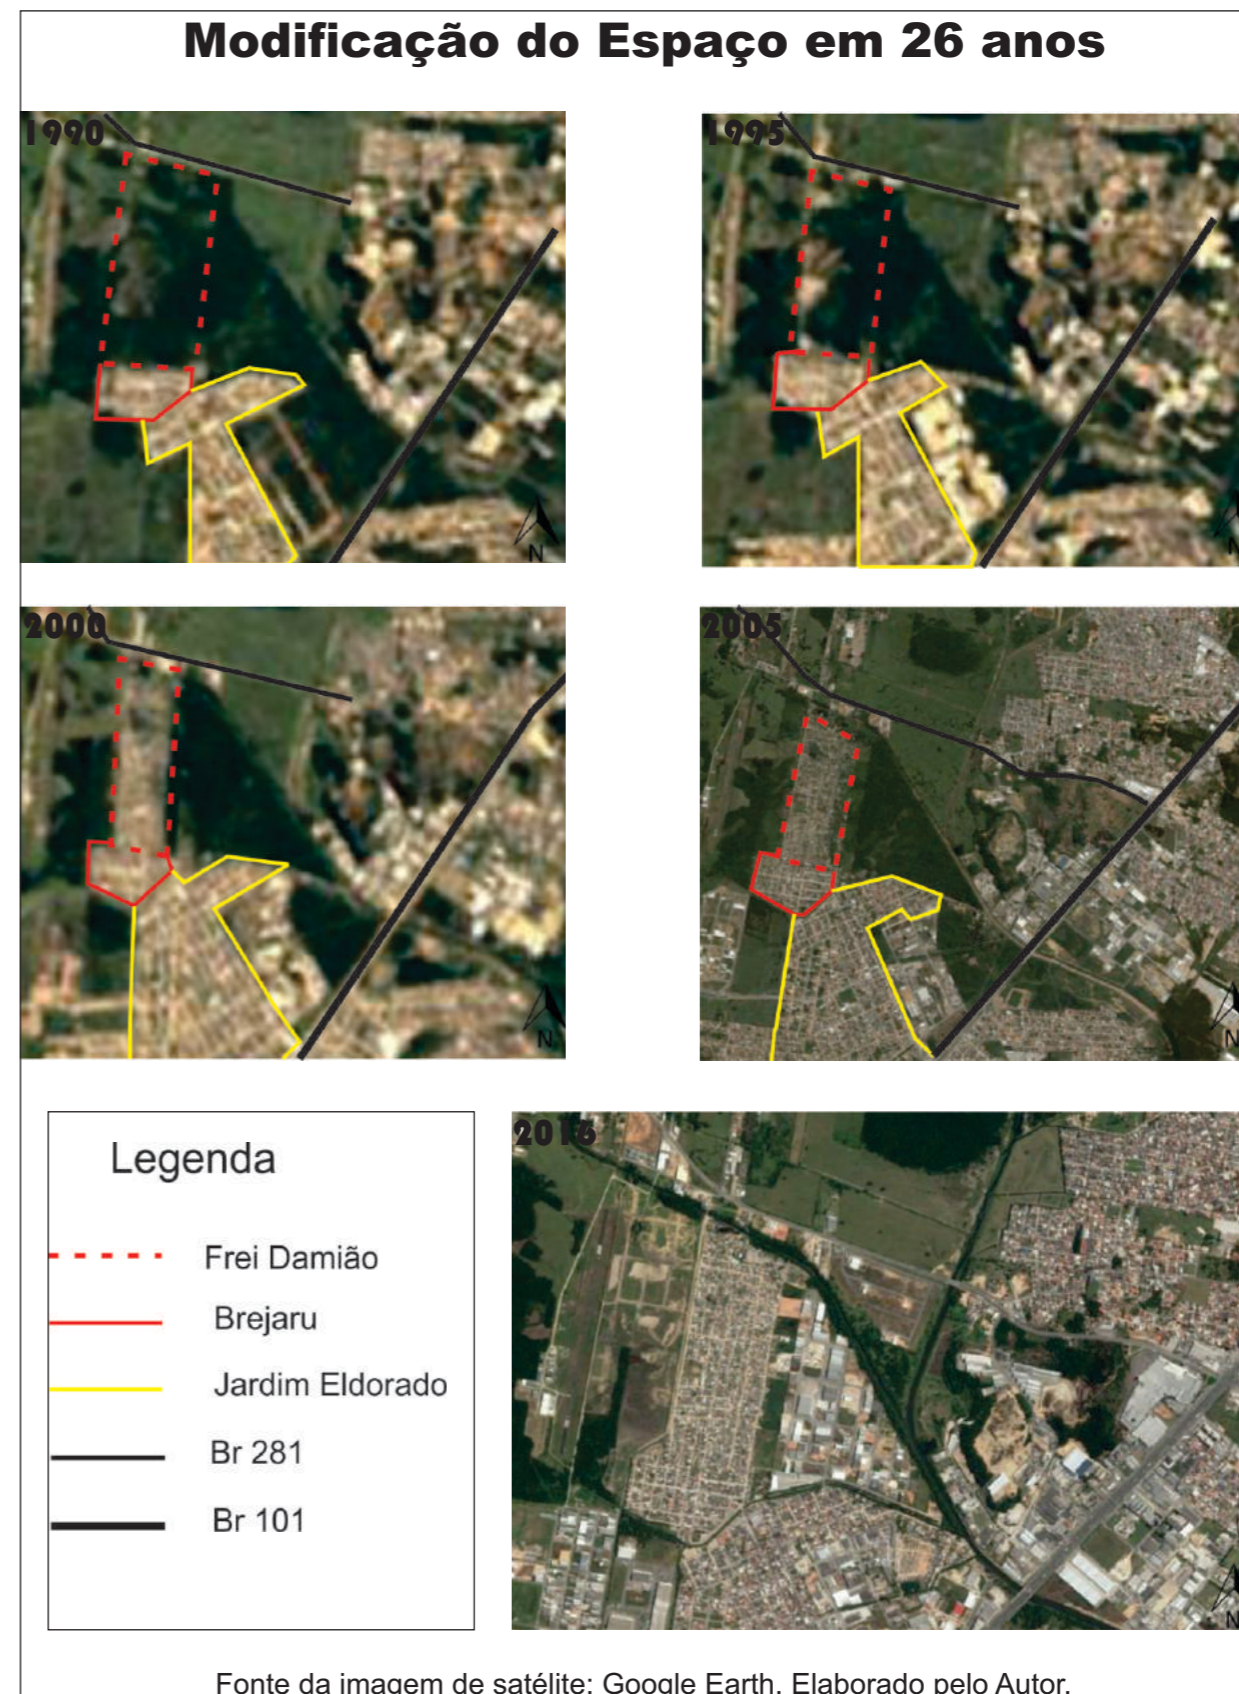 Modificação do Espaço em 26 anos
1990
1995
N
N
2000
2005
N
N
Legenda
2016
Frei Damião
Brejaru
Jardim Eldorado
Br 281
Br 101
N
Fonte da imagem de satélite: Google Earth. Elaborado pelo Autor.